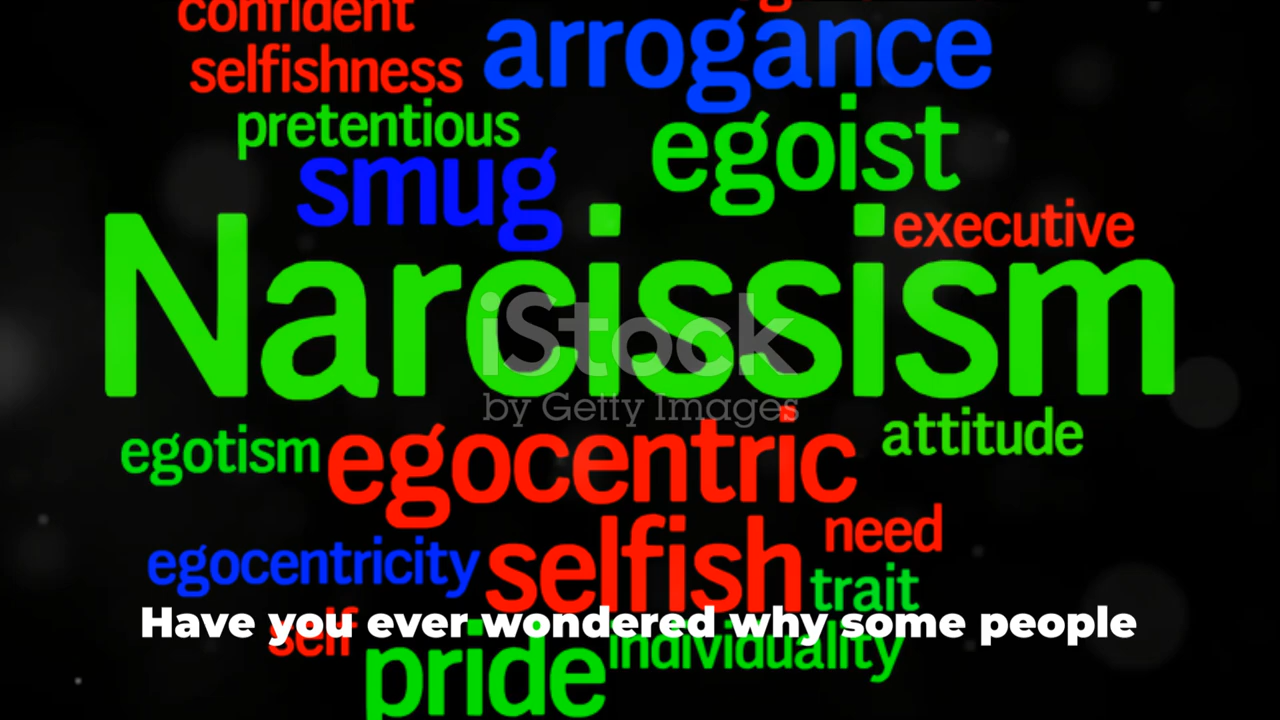 confident
arrogance
selfishness
pretentious
egoist
smug
executive
Narcissism
iStock
by Getty Images
attitude
egotism
egocentric
need
egocentricity
selfish
trait
Have you ever wondered why some people
self
individuality
pride